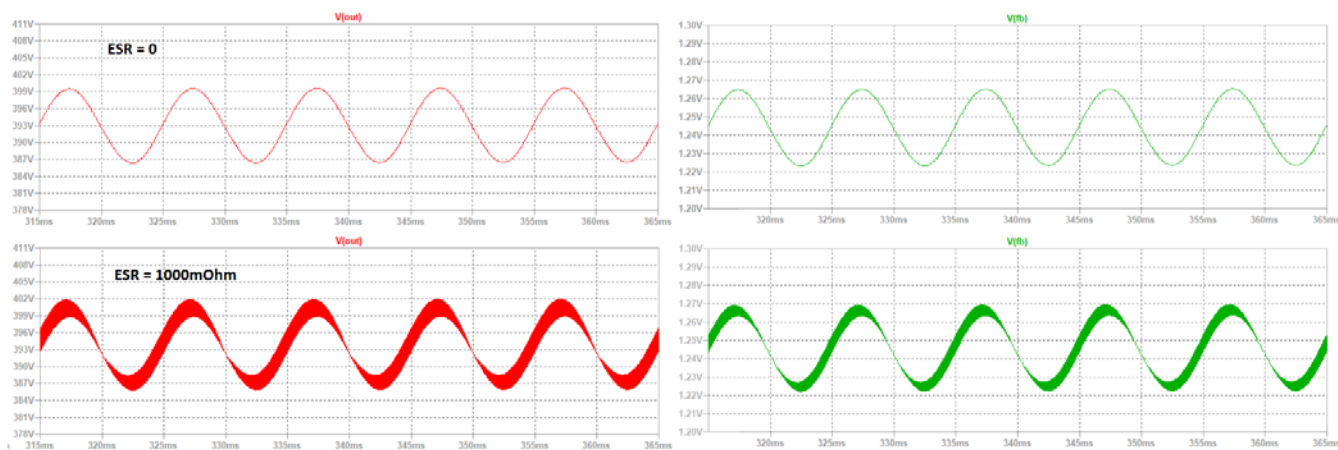 V(out)
411V
408V
405V
402V
399V
396V
393V
390V
387V
384V
381V
378V
ESR = 0
315ms 320ms 325ms 330ms 335ms 340ms 345ms 350ms 355ms 360ms 365ms
V(fb)
1.30V
1.29V
1.28V
1.27V
1.26V
1.25V
1.24V
1.23V
1.22V
1.21V
1.20V
320ms 325ms 330ms 335ms 340ms 345ms 350ms 355ms 360ms 365ms
V(out)
411V
408V
405V
402V
399V
396V
393V
390V
387V
384V
381V
378V
ESR = 1000mOhm
315ms 320ms 325ms 330ms 335ms 340ms 345ms 350ms 355ms 360ms 365ms
V(fb)
1.30V
1.29V
1.28V
1.27V
1.26V
1.25V
1.24V
1.23V
1.22V
1.21V
1.20V
320ms 325ms 330ms 335ms 340ms 345ms 350ms 355ms 360ms 365ms